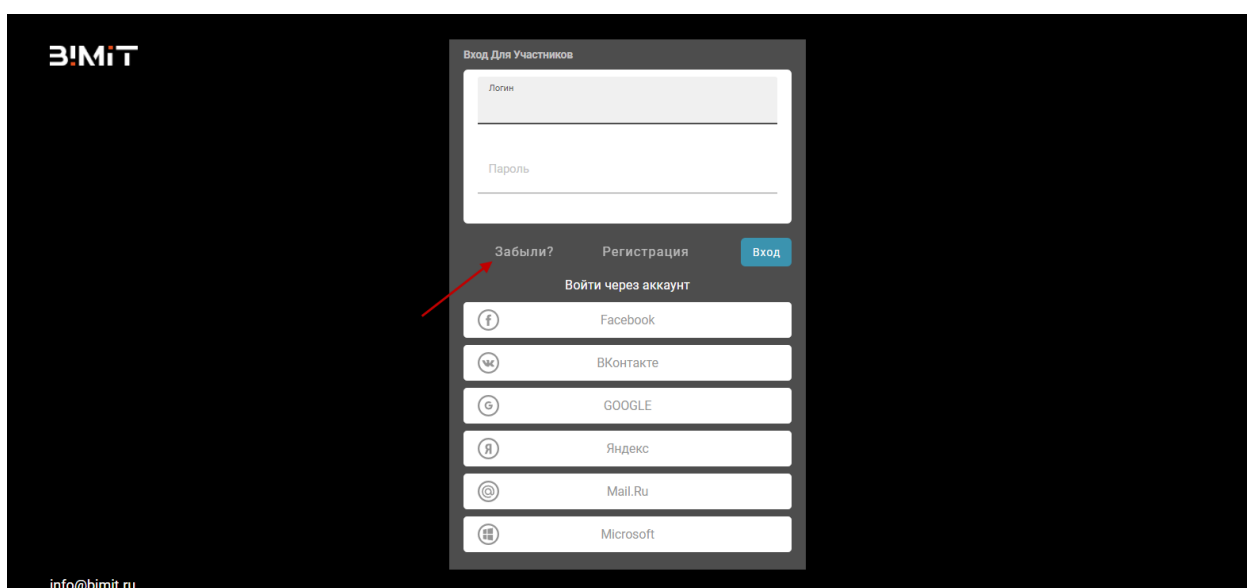 B!MiT
Вход Для Участников
Логин
Пароль
Забыли? Регистрация Вход
Войти через аккаунт
Facebook
ВКонтакте
GOOGLE
Яндекс
Mail.Ru
Microsoft
info@bimit.ru